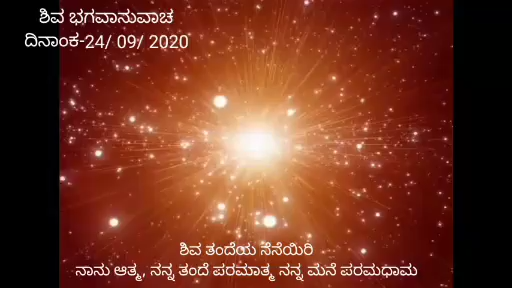 ಶಿವ ಭಗವಾನುವಾಚ
ದಿನಾಂಕ-24/ 09/ 2020
ಶಿವ ತಂದೆಯ ನೆನೆಯಿರಿ
ನಾನು ಆತ್ಮ, ನನ್ನ ತಂದೆ ಪರಮಾತ್ಮ ನನ್ನ ಮನೆ ಪರಮಧಾಮ